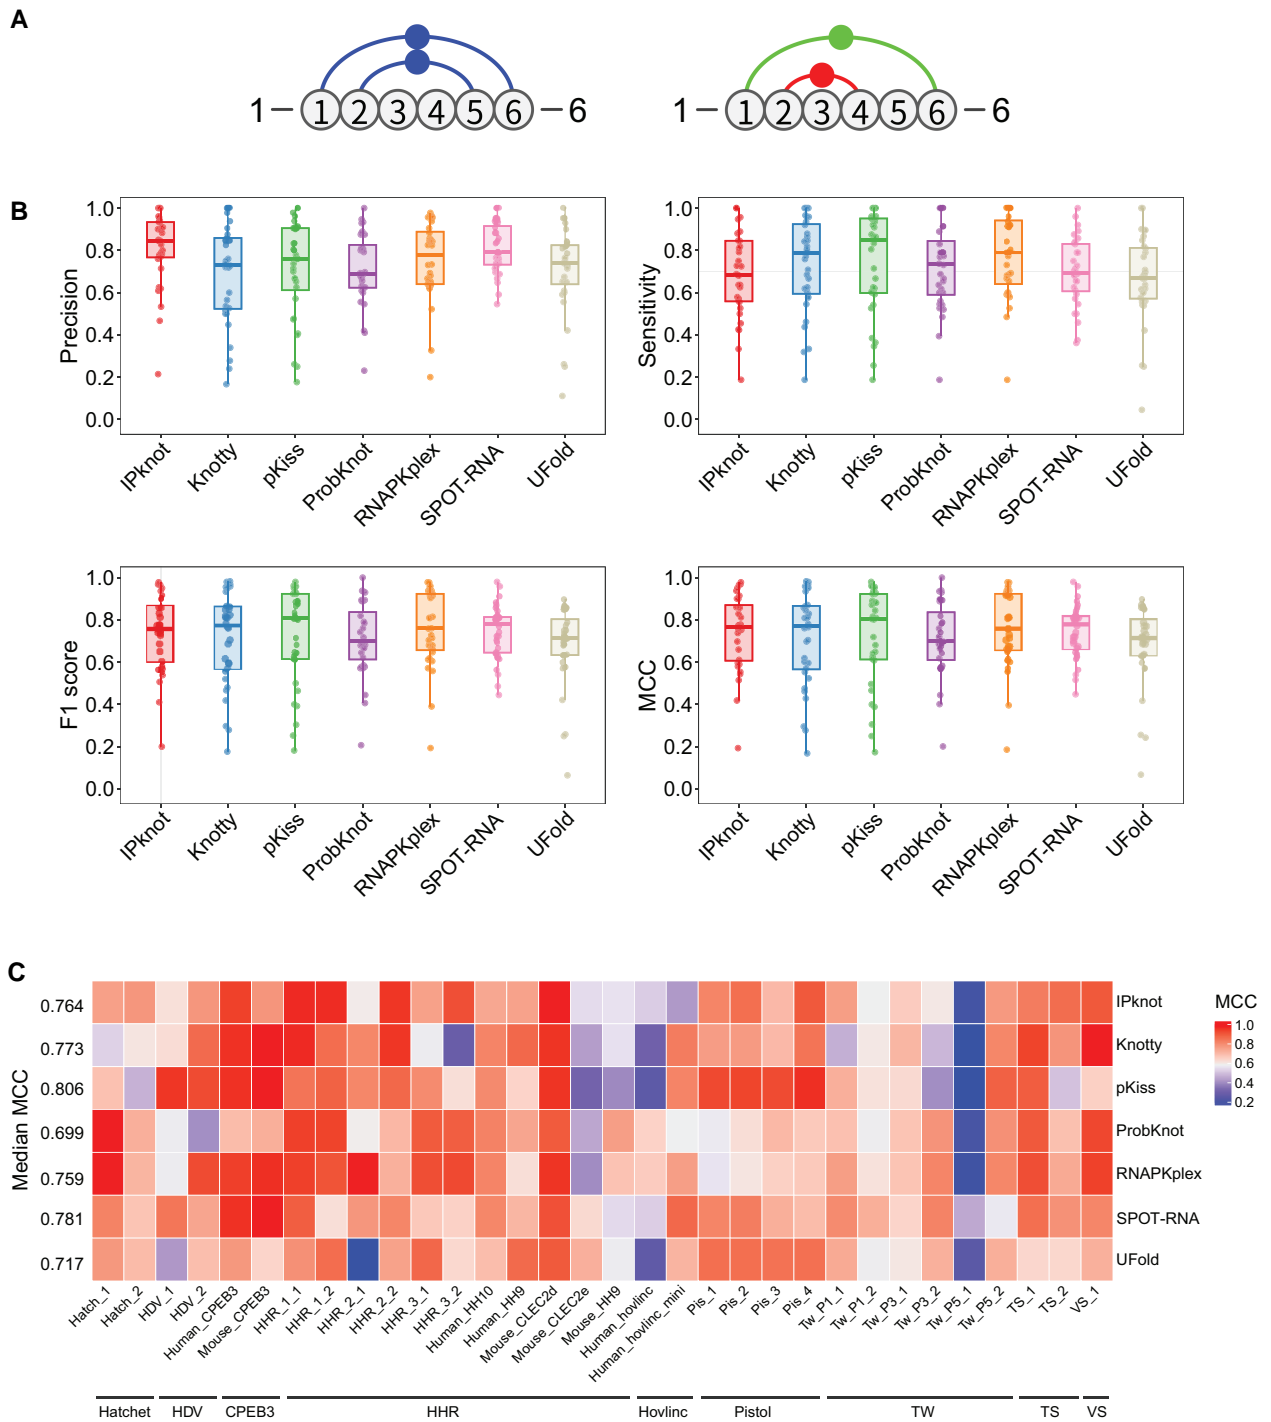 A
1 — 1 2 3 4 5 6 — 6
1 — 1 2 3 4 5 6 — 6
B
Precision
1.0
0.8
0.6
0.4
0.2
0.0
IPknot
Knotty
pKiss
ProbKnot
RNAPKplex
SPOT-RNA
UFold
Sensitivity
1.0
0.8
0.6
0.4
0.2
0.0
IPknot
Knotty
pKiss
ProbKnot
RNAPKplex
SPOT-RNA
UFold
F1 score
1.0
0.8
0.6
0.4
0.2
0.0
IPknot
Knotty
pKiss
ProbKnot
RNAPKplex
SPOT-RNA
UFold
MCC
1.0
0.8
0.6
0.4
0.2
0.0
IPknot
Knotty
pKiss
ProbKnot
RNAPKplex
SPOT-RNA
UFold
C
Median MCC
0.764 IPknot
0.773 Knotty
0.806 pKiss
0.699 ProbKnot
0.759 RNAPKplex
0.781 SPOT-RNA
0.717 UFold
MCC
1.0
0.8
0.6
0.4
0.2
Hatch_1
Hatch_2
HDV_1
HDV_2
Human_CPEB3
Mouse_CPEB3
HHR_1_1
HHR_1_2
HHR_2_1
HHR_2_2
HHR_3_1
HHR_3_2
Human_HH10
Human_HH9
Mouse_CLEC2d
Mouse_CLEC2e
Mouse_HH9
Human_hovlinc
Human_hovlinc_mini
Pis_1
Pis_2
Pis_3
Pis_4
Tw_P1_1
Tw_P1_2
Tw_P3_1
Tw_P3_2
Tw_P5_1
Tw_P5_2
TS_1
TS_2
VS_1
Hatchet HDV CPEB3 HHR Hovlinc Pistol TW TS VS